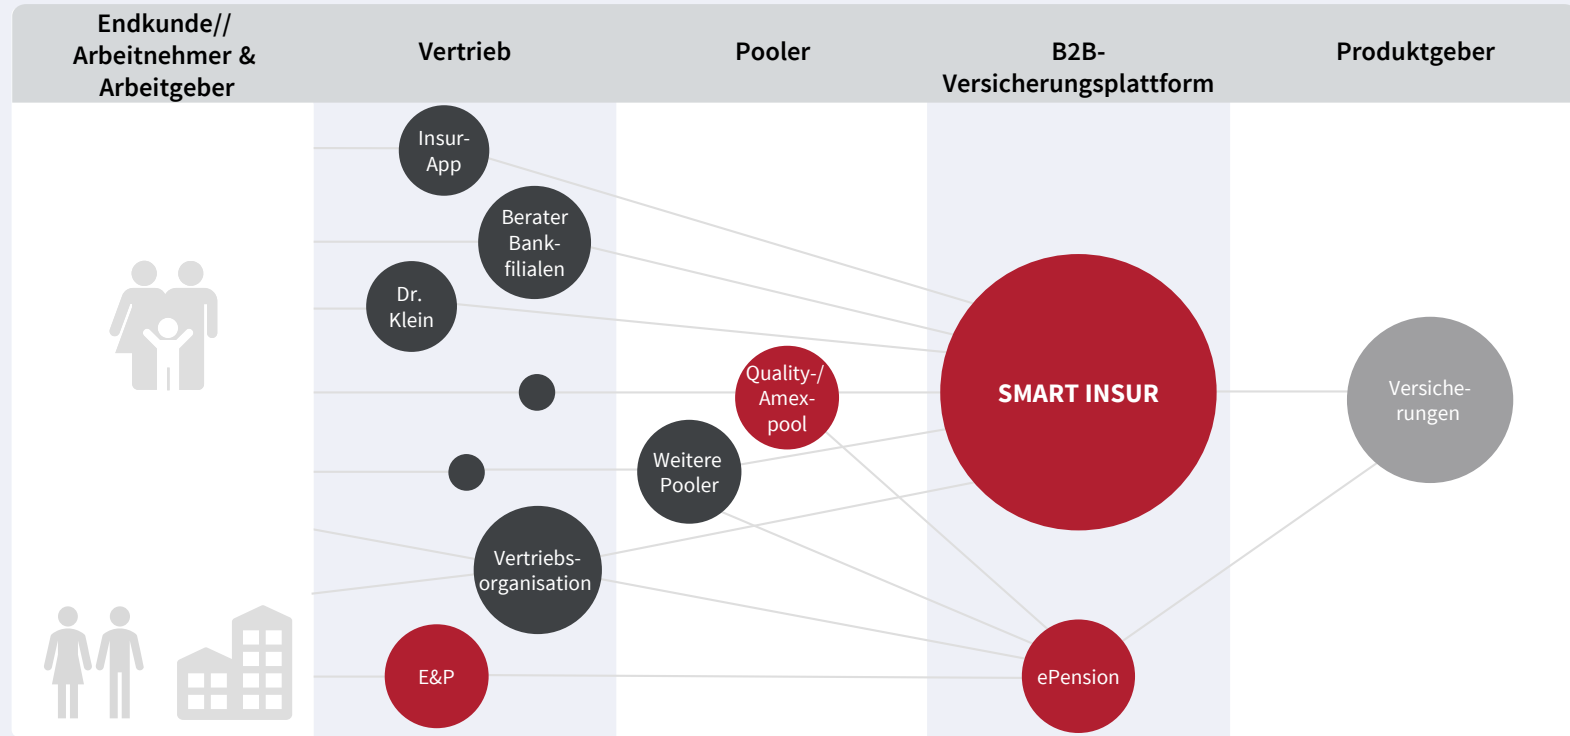 Endkunde//
Arbeitnehmer &
Arbeitgeber
Vertrieb
Pooler
B2B-
Versicherungsplattform
Produktgeber
Insur-
App
Berater
Bank-
filialen
Dr.
Klein
Quality-/
Amex-
pool
Weitere
Pooler
Vertriebs-
organisation
E&P
SMART INSUR
ePension
Versiche-
rungen